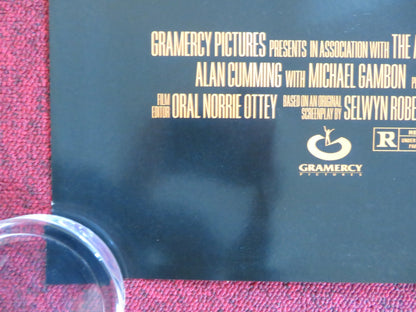 GRAMERCY PICTURES PRESENTS IN ASSOCIATION WITH THE
ALAN CUMMING WITH MICHAEL GAMBON
FILM EDITOR ORAL NORRIE OTTEY BASED ON AN ORIGINAL SCREENPLAY BY SELWYN ROBE
GRAMERCY
PICTURES
R